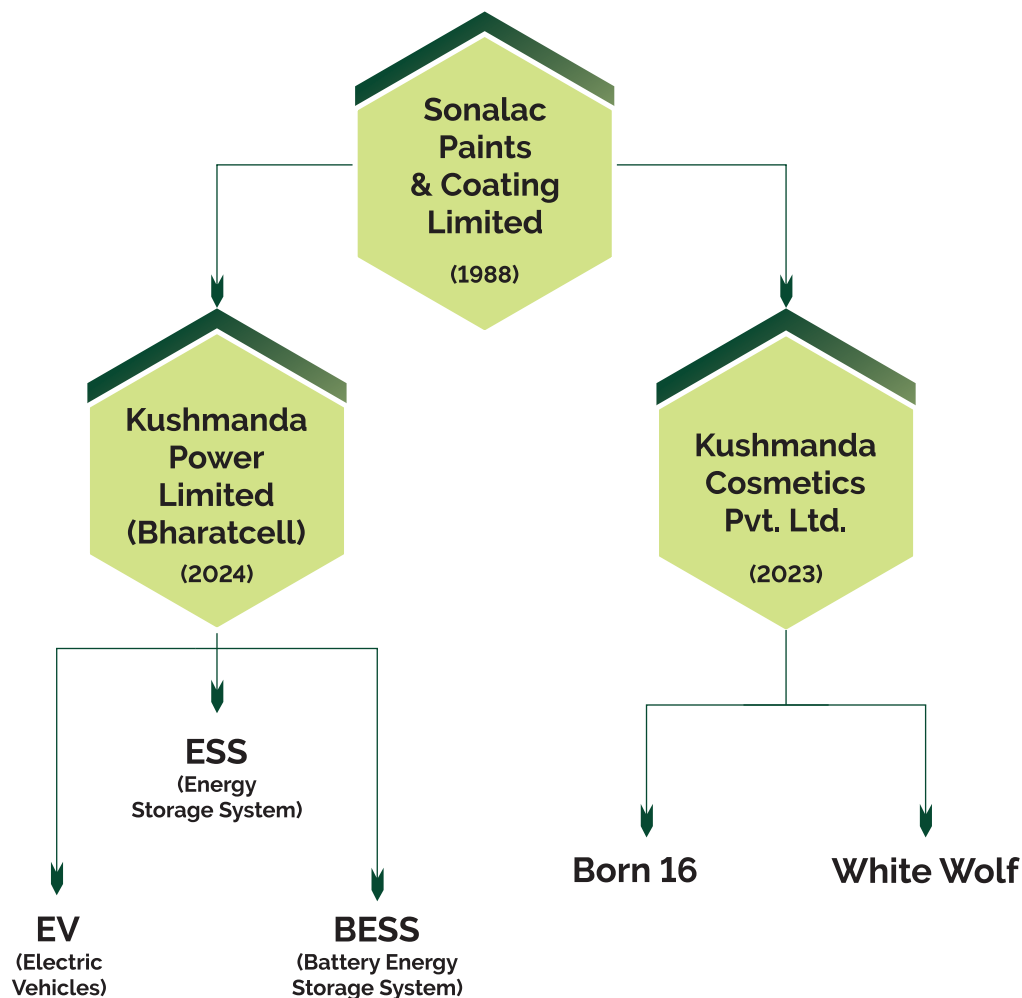 Sonalac
Paints
& Coating
Limited
(1988)
Kushmanda
Power
Limited
(Bharatcell)
(2024)
Kushmanda
Cosmetics
Pvt. Ltd.
(2023)
ESS
(Energy
Storage System)
EV
(Electric
Vehicles)
BESS
(Battery Energy
Storage System)
Born 16
White Wolf